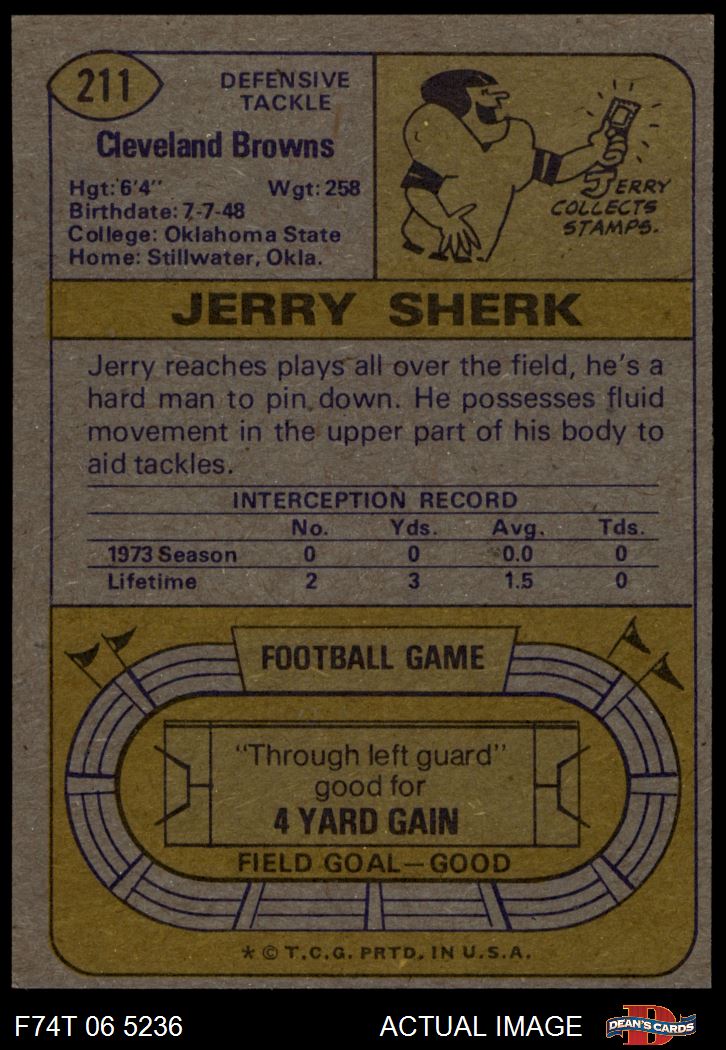 211
DEFENSIVE
TACKLE
Cleveland Browns
Hgt: 6'4" Wgt: 258
Birthdate: 7-7-48
College: Oklahoma State
Home: Stillwater, Okla.
JERRY
COLLECTS
STAMPS.
JERRY SHERK
Jerry reaches plays all over the field, he's a
hard man to pin down. He possesses fluid
movement in the upper part of his body to
aid tackles.
INTERCEPTION RECORD
No. Yds. Avg. Tds.
1973 Season 0 0 0.0 0
Lifetime 2 3 1.5 0
FOOTBALL GAME
"Through left guard"
good for
4 YARD GAIN
FIELD GOAL—GOOD
* © T.C.G. PRTD. IN U.S.A.
F74T 06 5236 ACTUAL IMAGE
D
DEAN'S CARDS